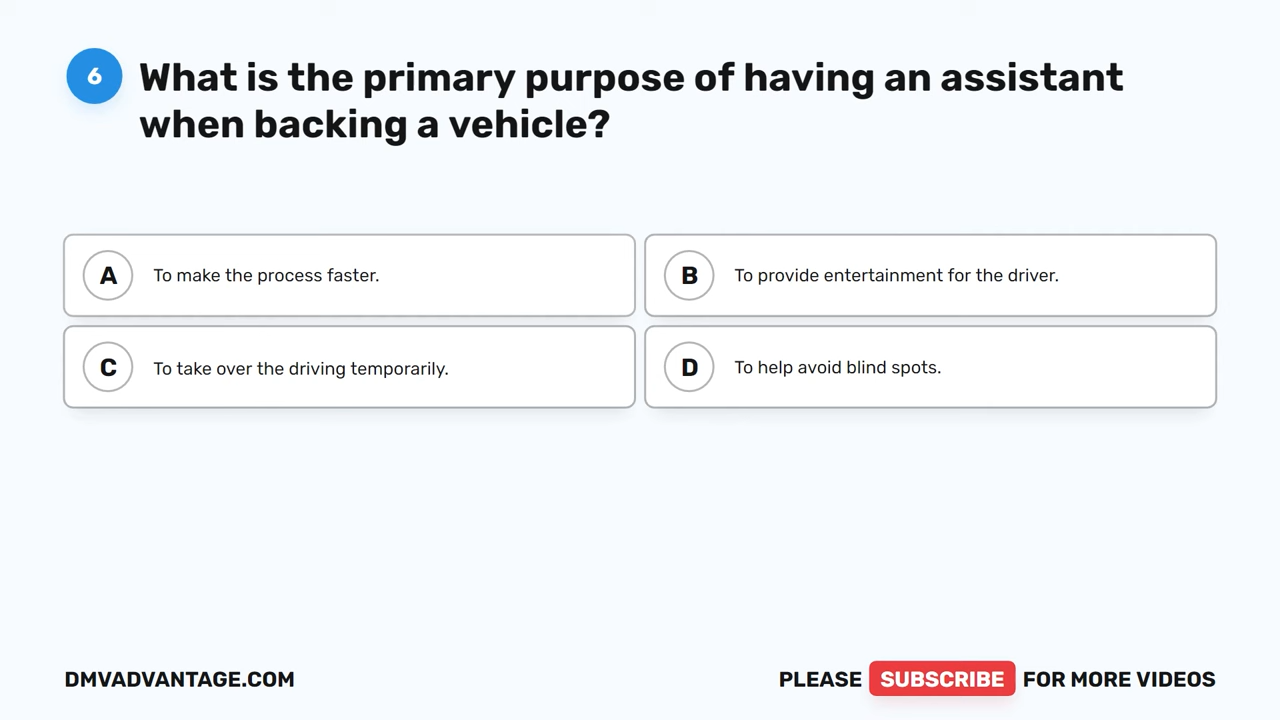 6
What is the primary purpose of having an assistant
when backing a vehicle?
A To make the process faster.
B To provide entertainment for the driver.
C To take over the driving temporarily.
D To help avoid blind spots.
DMVADVANTAGE.COM
PLEASE SUBSCRIBE FOR MORE VIDEOS